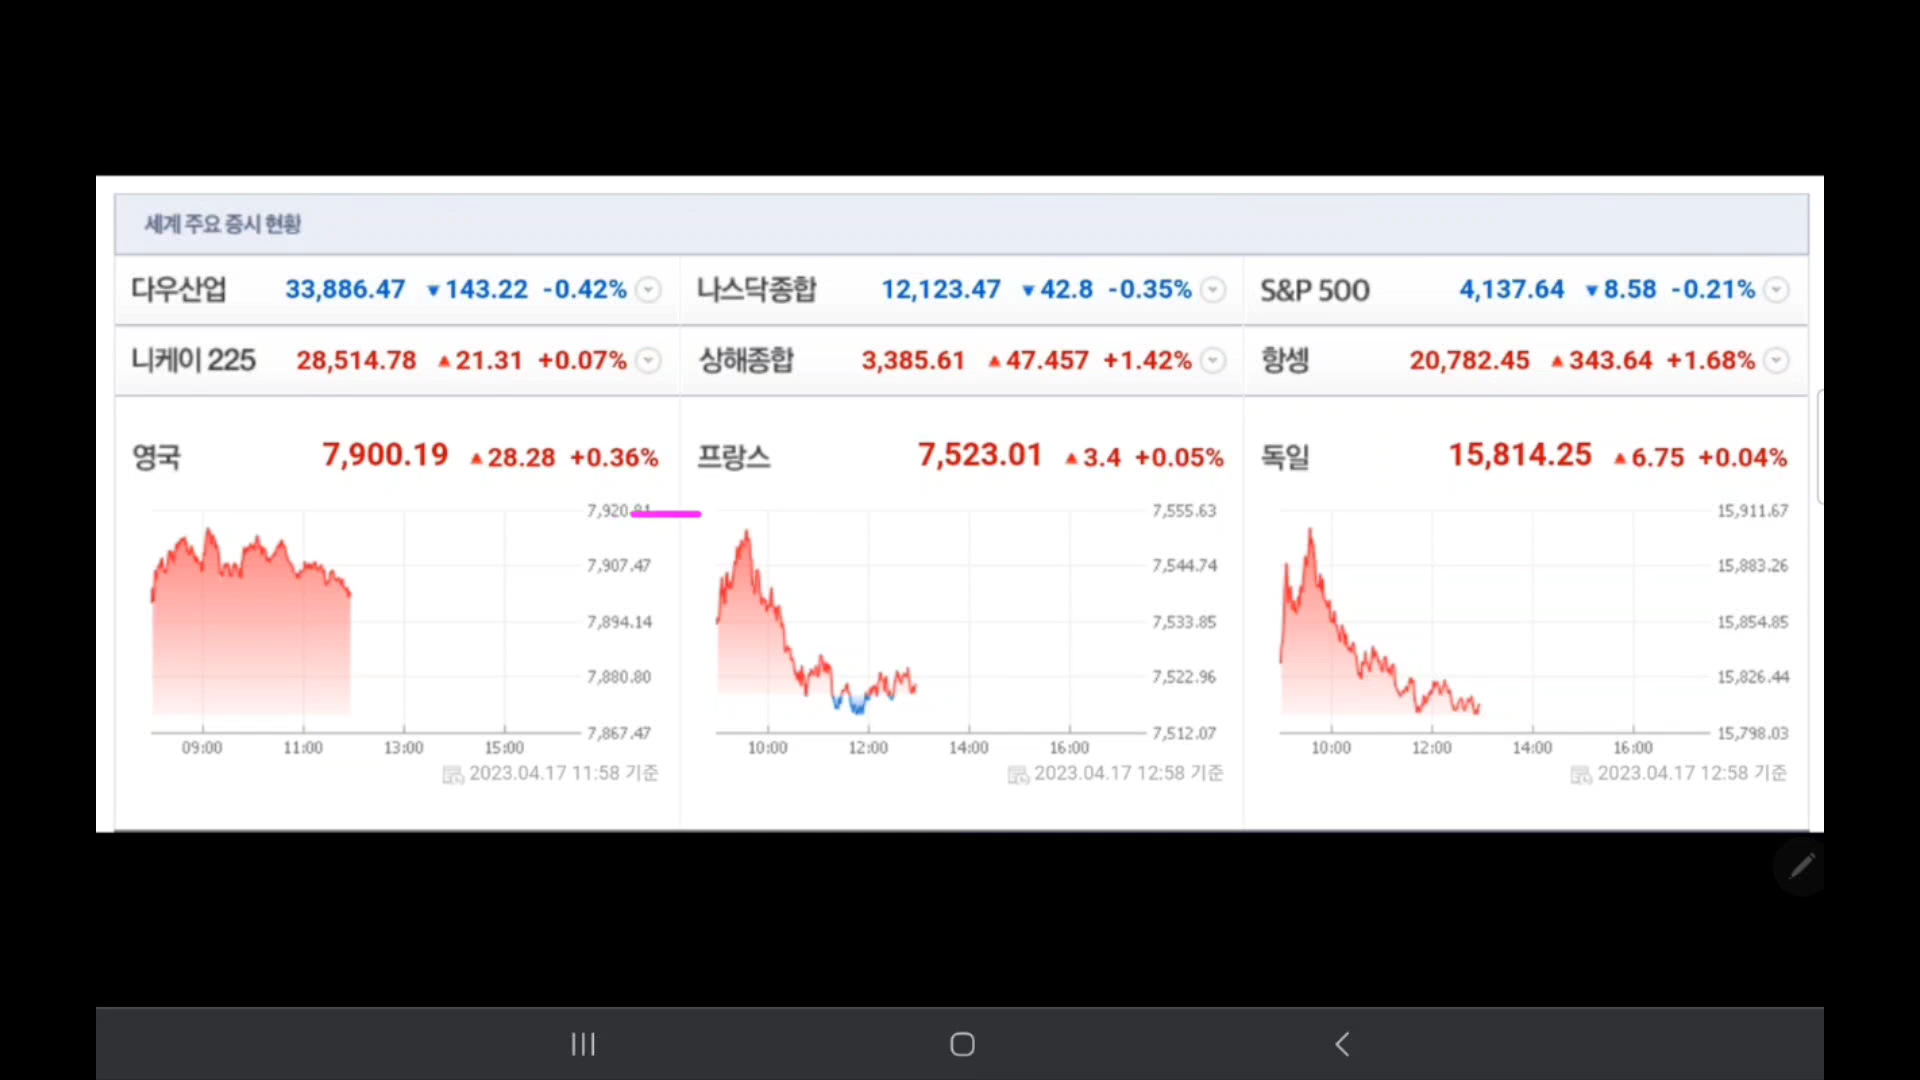 세계 주요 증시 현황
다우산업 33,886.47 ▼143.22 -0.42% 나스닥종합 12,123.47 ▼42.8 -0.35% S&P 500 4,137.64 ▼8.58 -0.21%
니케이 225 28,514.78 ▲21.31 +0.07% 상해종합 3,385.61 ▲47.457 +1.42% 항셍 20,782.45 ▲343.64 +1.68%
영국 7,900.19 ▲28.28 +0.36%
7,920.81
7,907.47
7,894.14
7,880.80
7,867.47
09:00 11:00 13:00 15:00
2023.04.17 11:58 기준
프랑스 7,523.01 ▲3.4 +0.05%
7,555.63
7,544.74
7,533.85
7,522.96
7,512.07
10:00 12:00 14:00 16:00
2023.04.17 12:58 기준
독일 15,814.25 ▲6.75 +0.04%
15,911.67
15,883.26
15,854.85
15,826.44
15,798.03
10:00 12:00 14:00 16:00
2023.04.17 12:58 기준